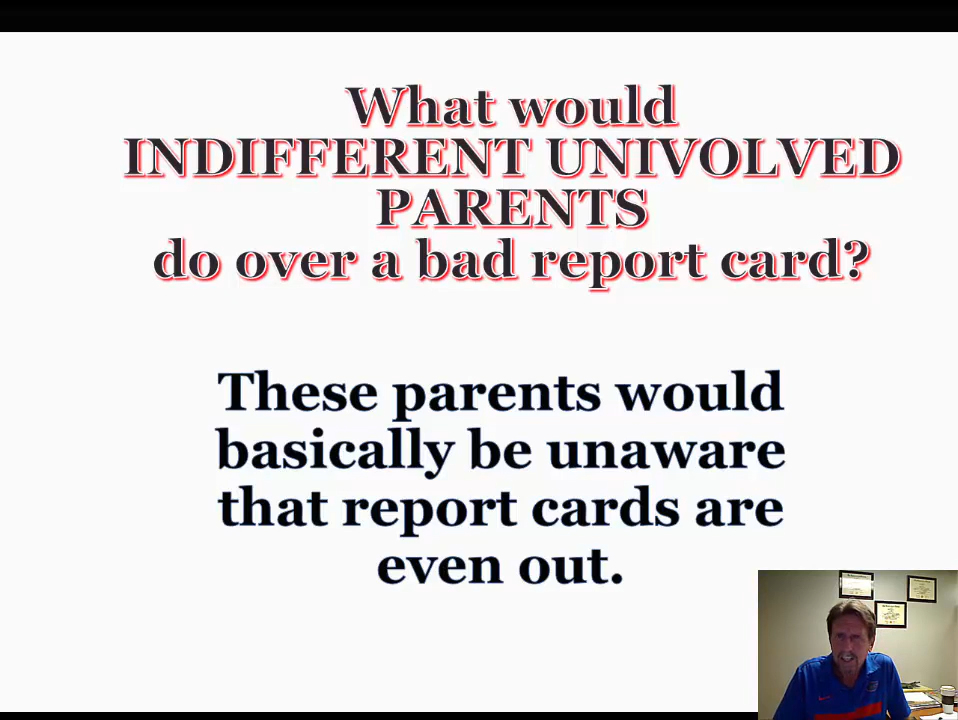 What would
INDIFFERENT UNIVOLVED
PARENTS
do over a bad report card?
These parents would
basically be unaware
that report cards are
even out.